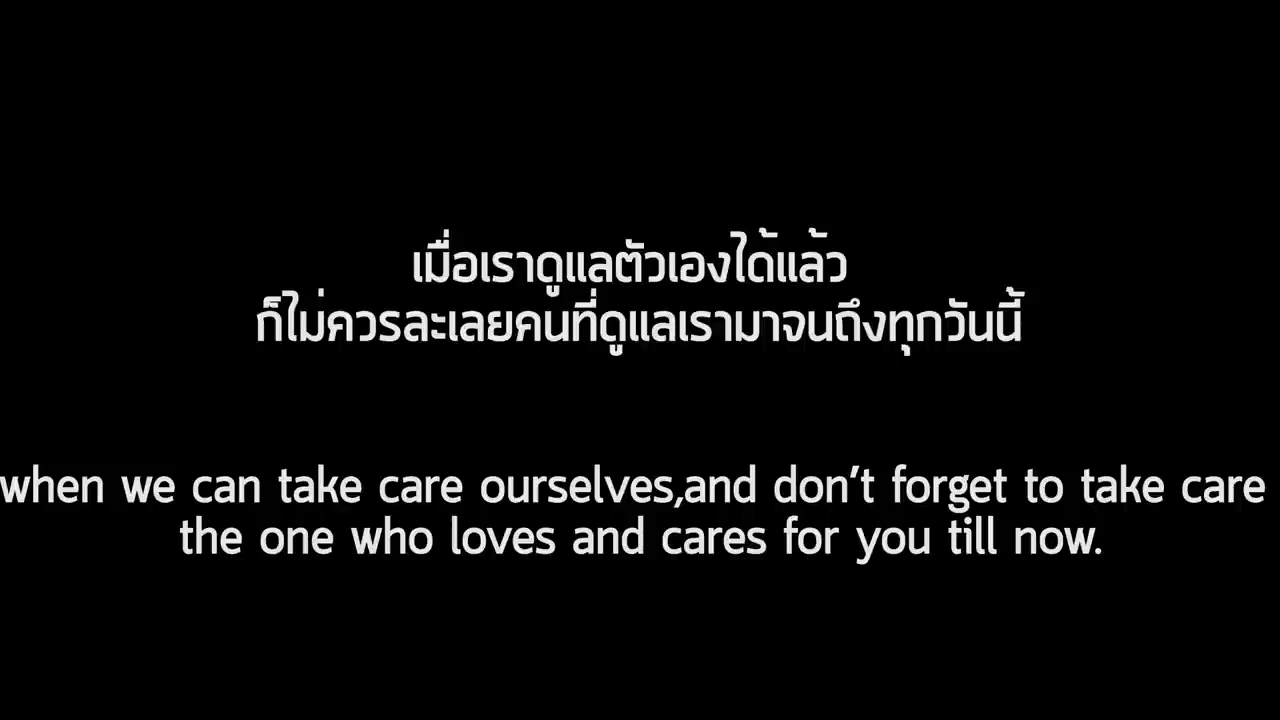 เมื่อเราดูแลตัวเองได้แล้ว
ก็ไม่ควรละเลยคนที่ดูแลเรามาจนถึงทุกวันนี้
when we can take care ourselves,and don't forget to take care
the one who loves and cares for you till now.